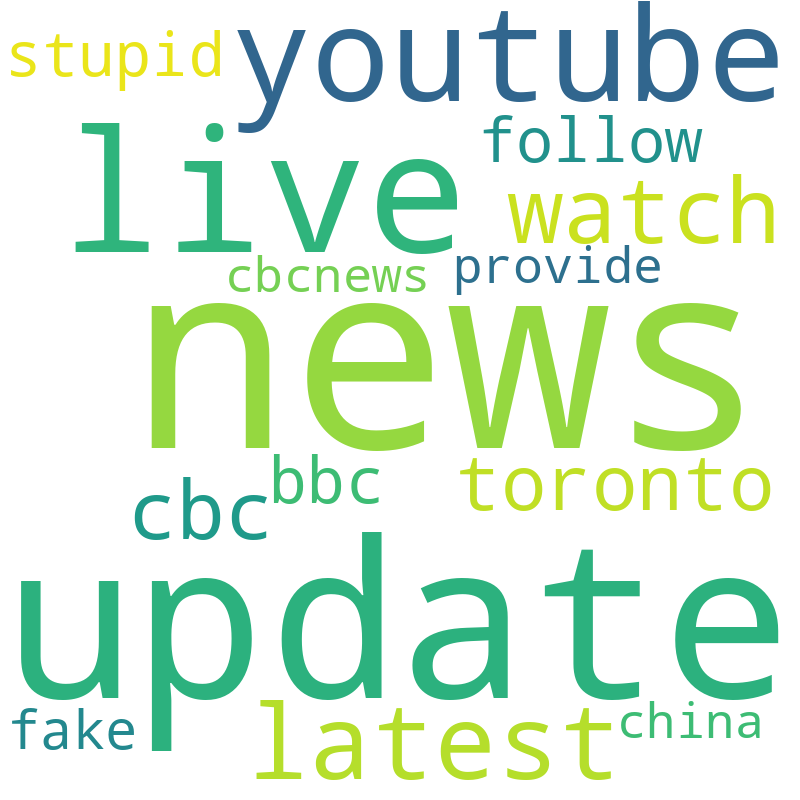 stupid youtube
live follow
watch
cbcnews provide
news
cbc bbc toronto
update
fake latest china